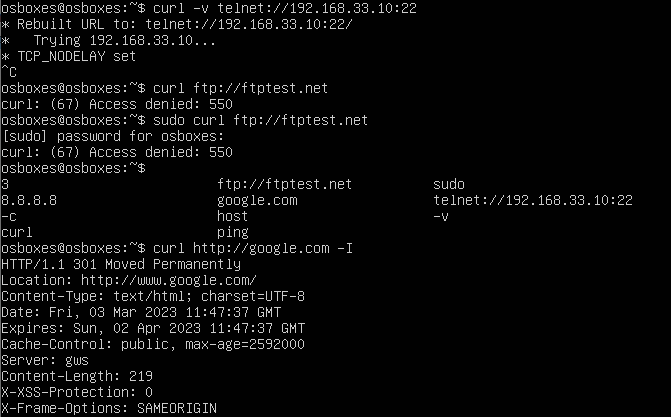 osboxes@osboxes:~$ curl -v telnet://192.168.33.10:22
* Rebuilt URL to: telnet://192.168.33.10:22/
*   Trying 192.168.33.10...
* TCP_NODELAY set
^C
osboxes@osboxes:~$ curl ftp://ftptest.net
curl: (67) Access denied: 550
osboxes@osboxes:~$ sudo curl ftp://ftptest.net
[sudo] password for osboxes:
curl: (67) Access denied: 550
osboxes@osboxes:~$
3 ftp://ftptest.net sudo
8.8.8.8 google.com telnet://192.168.33.10:22
-c host -v
curl ping
osboxes@osboxes:~$ curl http://google.com -I
HTTP/1.1 301 Moved Permanently
Location: http://www.google.com/
Content-Type: text/html; charset=UTF-8
Date: Fri, 03 Mar 2023 11:47:37 GMT
Expires: Sun, 02 Apr 2023 11:47:37 GMT
Cache-Control: public, max-age=2592000
Server: gws
Content-Length: 219
X-XSS-Protection: 0
X-Frame-Options: SAMEORIGIN